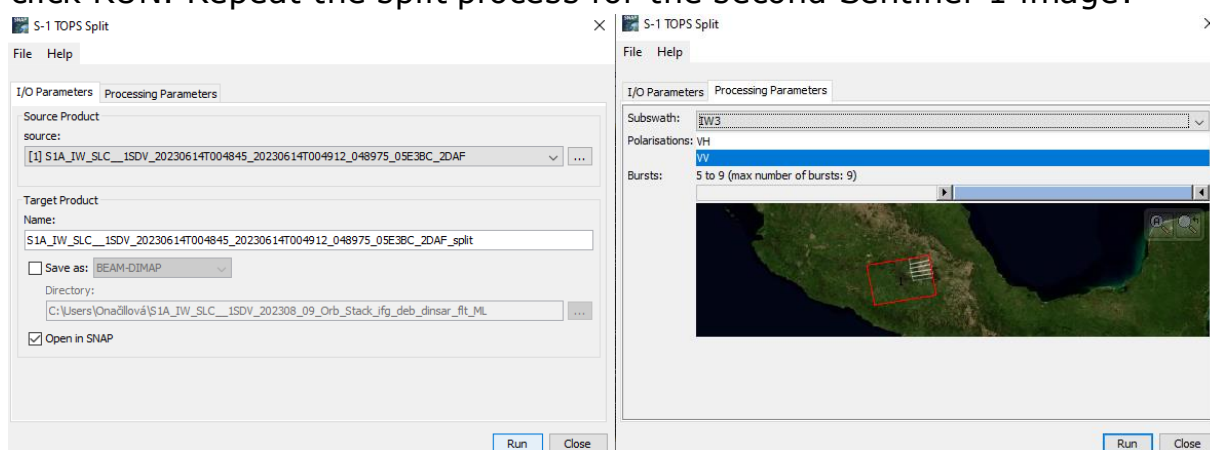 click RUN. Repeat the split process for the second Sentinel-1 image.
S-1 TOPS Split
File Help
I/O Parameters Processing Parameters
Source Product
source:
[1] S1A_IW_SLC__1SDV_20230614T004845_20230614T004912_048975_05E3BC_2DAF
...
Target Product
Name:
S1A_IW_SLC__1SDV_20230614T004845_20230614T004912_048975_05E3BC_2DAF_split
Save as: BEAM-DIMAP
Directory:
C:\Users\Onačillová\S1A_IW_SLC__1SDV_202308_09_Orb_Stack_ifg_deb_dinsar_flt_ML
...
Open in SNAP
Run Close
S-1 TOPS Split
File Help
I/O Parameters Processing Parameters
Subswath: IW3
Polarisations: VH
VV
Bursts: 5 to 9 (max number of bursts: 9)
Run Close